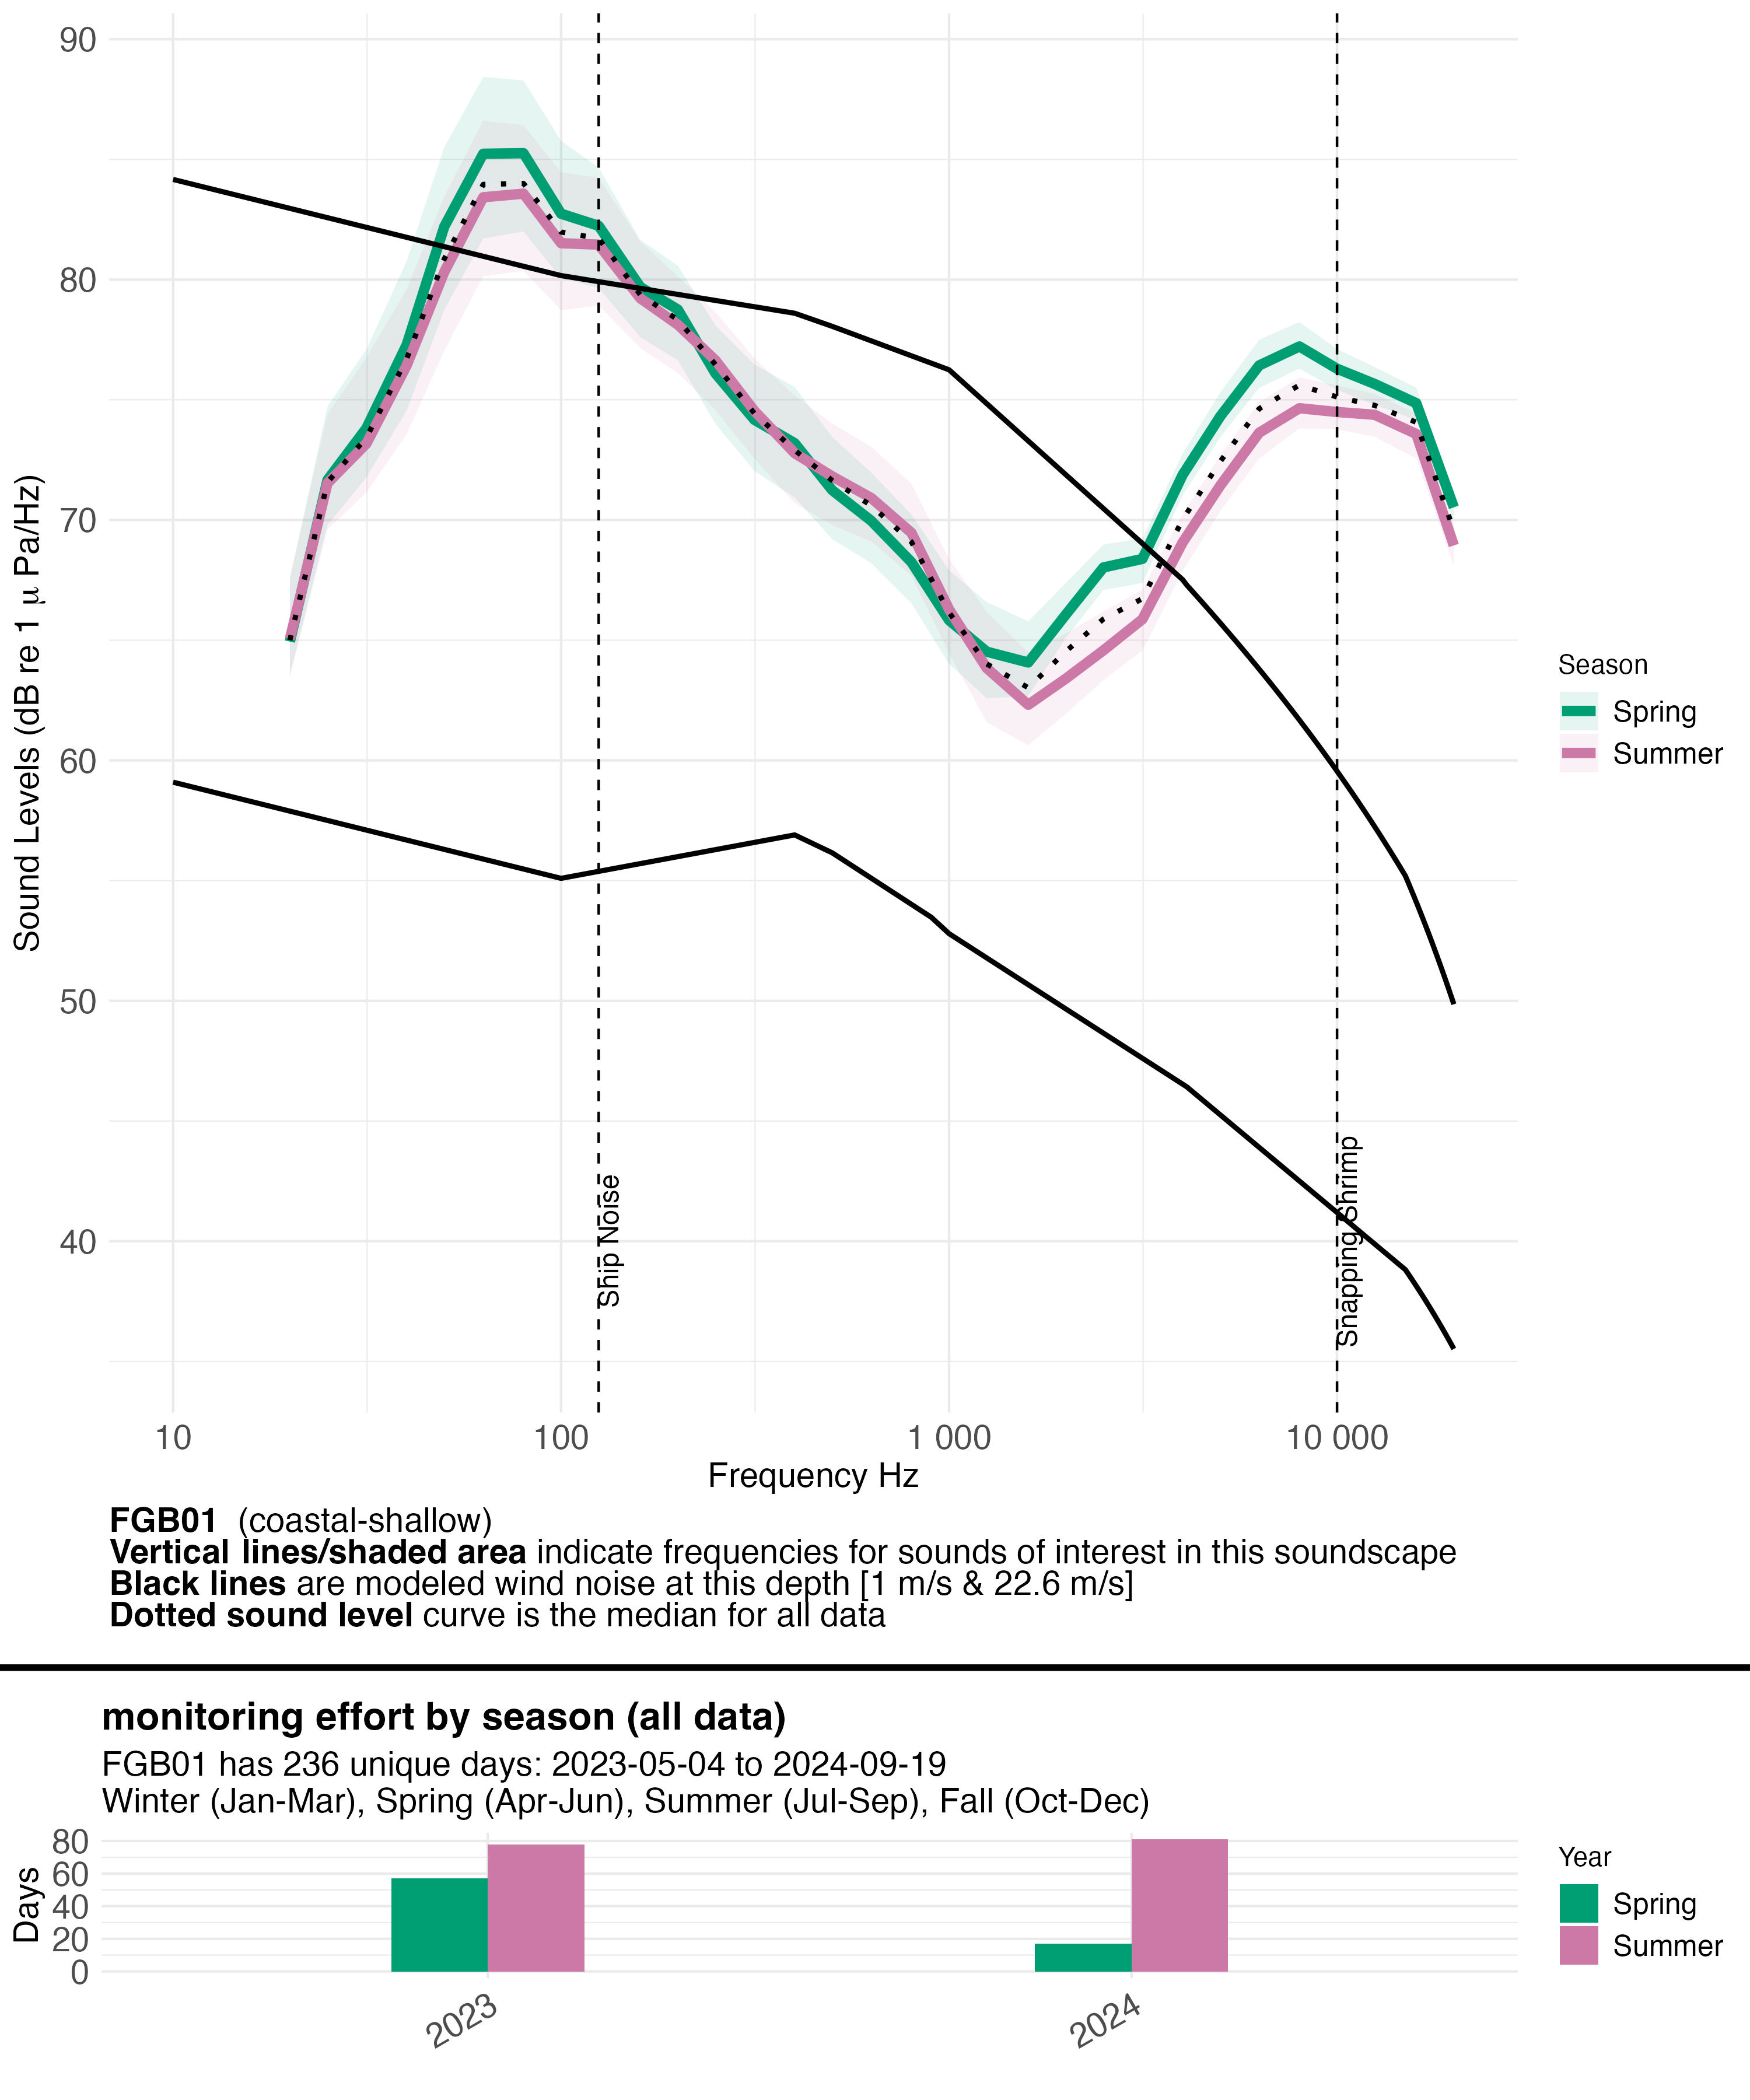 90
80
70
60
50
40
Sound Levels (dB re 1 μ Pa/Hz)
Ship Noise
Snapping Shrimp
Season
Spring
Summer
10
100
1 000
10 000
Frequency Hz
FGB01 (coastal-shallow)
Vertical lines/shaded area indicate frequencies for sounds of interest in this soundscape
Black lines are modeled wind noise at this depth [1 m/s & 22.6 m/s]
Dotted sound level curve is the median for all data
monitoring effort by season (all data)
FGB01 has 236 unique days: 2023-05-04 to 2024-09-19
Winter (Jan-Mar), Spring (Apr-Jun), Summer (Jul-Sep), Fall (Oct-Dec)
80
60
40
20
0
Days
2023
2024
Year
Spring
Summer